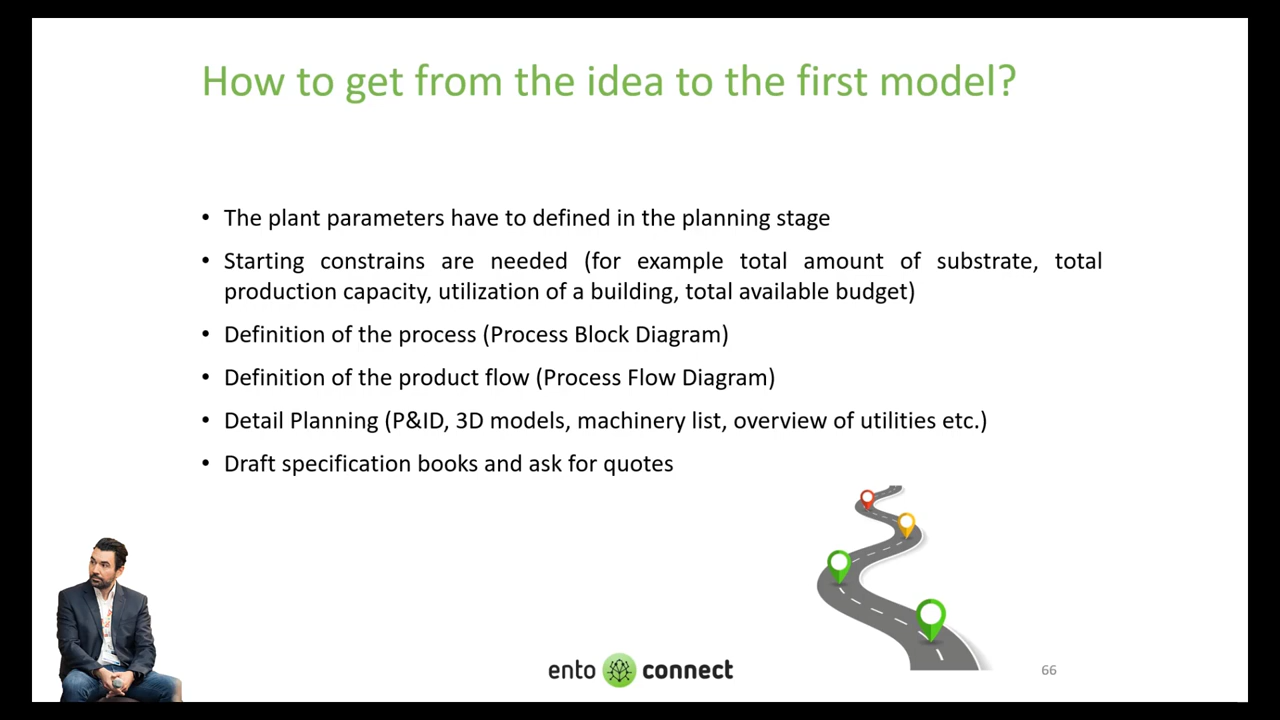 How to get from the idea to the first model?
• The plant parameters have to defined in the planning stage
• Starting constrains are needed (for example total amount of substrate, total
production capacity, utilization of a building, total available budget)
• Definition of the process (Process Block Diagram)
• Definition of the product flow (Process Flow Diagram)
• Detail Planning (P&ID, 3D models, machinery list, overview of utilities etc.)
• Draft specification books and ask for quotes
ento connect
66